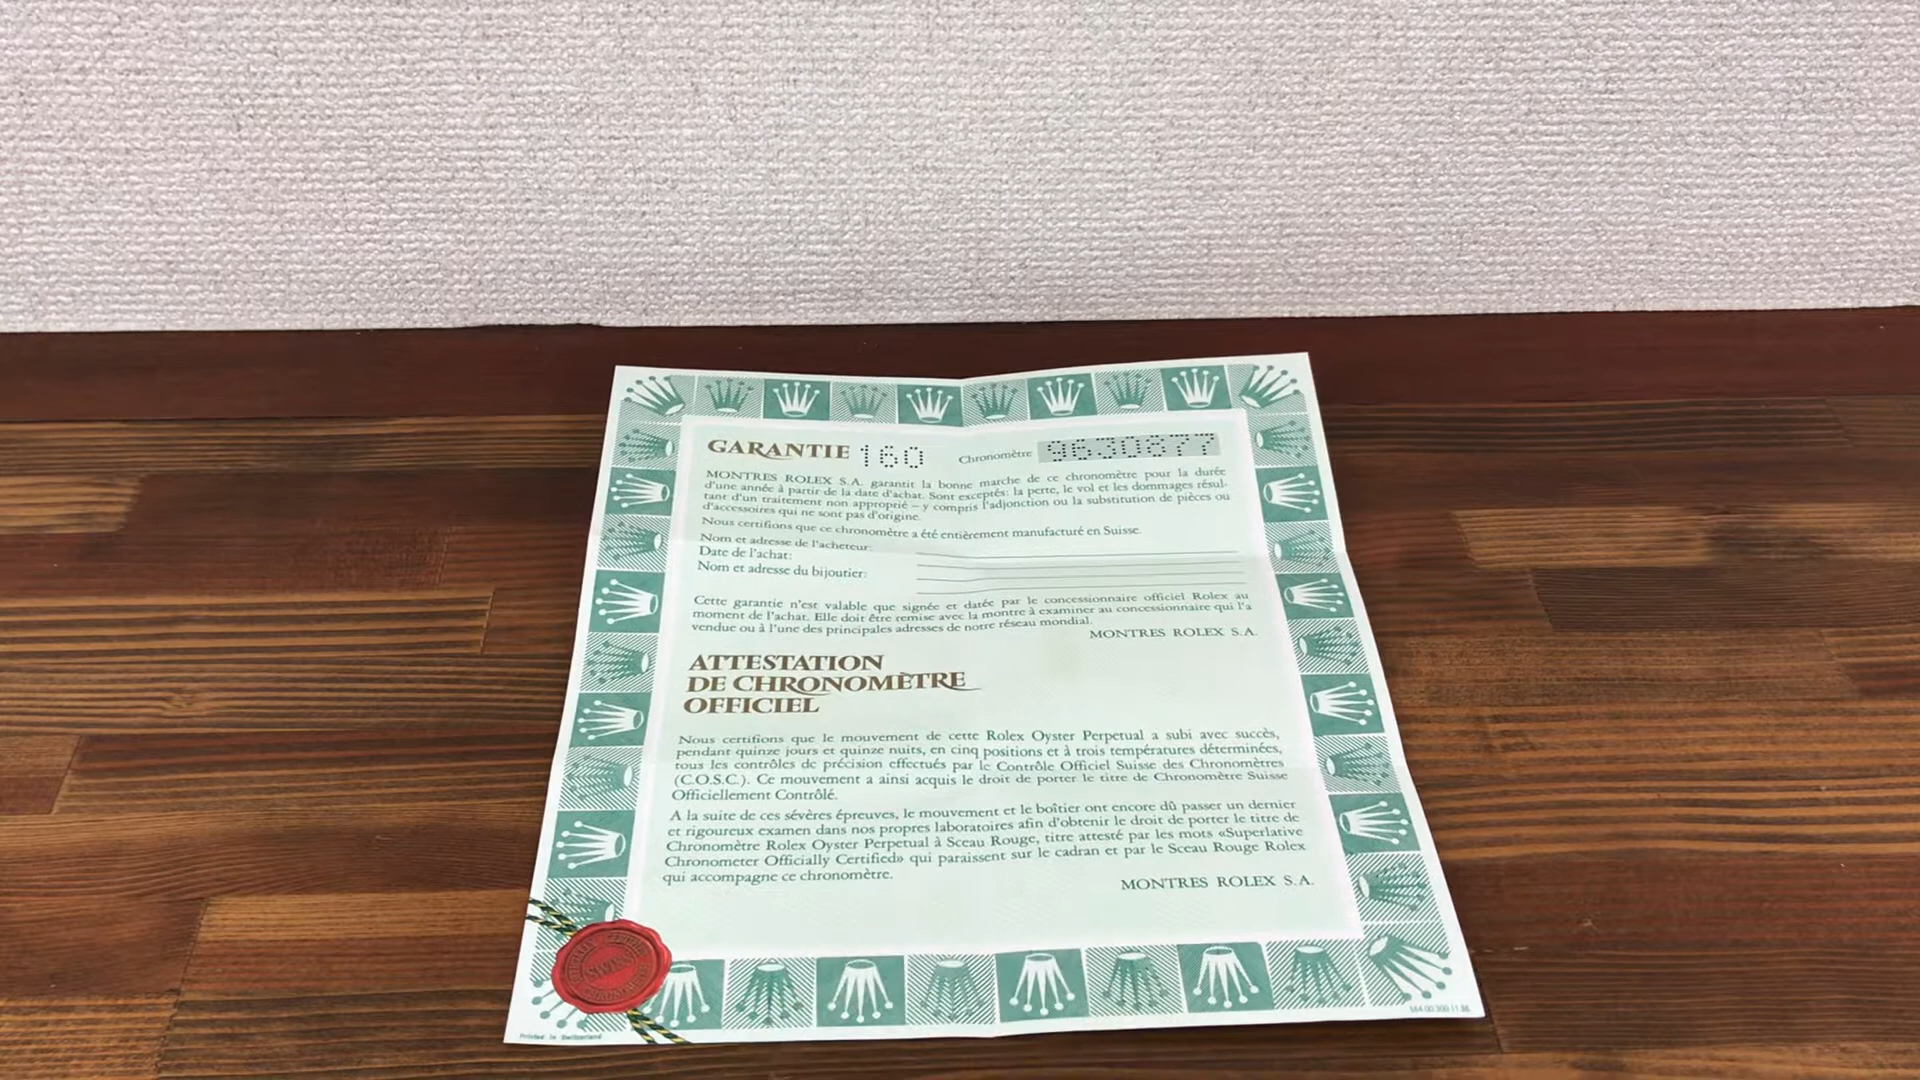 GARANTIE 160 Chronomètre 9630877
MONTRES ROLEX S.A. garantit la bonne marche de ce chronomètre pour la durée
d'une année à partir de la date d'achat. Sont exceptés: la perte, le vol et les dommages résul-
tant d'un traitement non approprié – y compris l'adjonction ou la substitution de pièces ou
d'accessoires qui ne sont pas d'origine.
Nous certifions que ce chronomètre a été entièrement manufacturé en Suisse.
Nom et adresse de l'acheteur:
Date de l'achat:
Nom et adresse du bijoutier:
Cette garantie n'est valable que signée et datée par le concessionnaire officiel Rolex au
moment de l'achat. Elle doit être remise avec la montre à examiner au concessionnaire qui l'a
vendue ou à l'une des principales adresses de notre réseau mondial.
MONTRES ROLEX S.A.
ATTESTATION
DE CHRONOMÈTRE
OFFICIEL
Nous certifions que le mouvement de cette Rolex Oyster Perpetual a subi avec succès,
pendant quinze jours et quinze nuits, en cinq positions et à trois températures déterminées,
tous les contrôles de précision effectués par le Contrôle Officiel Suisse des Chronomètres
(C.O.S.C.). Ce mouvement a ainsi acquis le droit de porter le titre de Chronomètre Suisse
Officiellement Contrôlé.
A la suite de ces sévères épreuves, le mouvement et le boîtier ont encore dû passer un dernier
et rigoureux examen dans nos propres laboratoires afin d'obtenir le droit de porter le titre de
Chronomètre Rolex Oyster Perpetual à Sceau Rouge, titre attesté par les mots «Superlative
Chronometer Officially Certified» qui paraissent sur le cadran et par le Sceau Rouge Rolex
qui accompagne ce chronomètre.
MONTRES ROLEX S.A.
SWISS
Printed in Switzerland